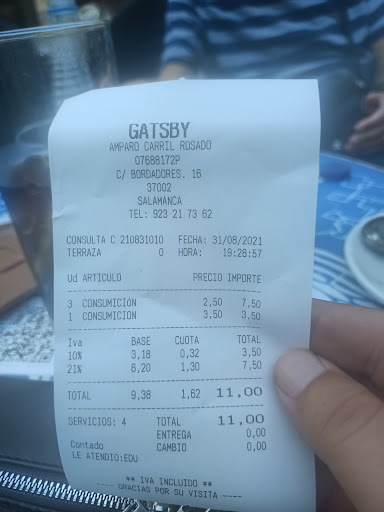 GATSBY
AMPARO CARRIL ROSADO
07688172P
C/ BORDADORES. 16
37002
SALAMANCA
TEL: 923 21 73 62
CONSULTA C 210831010 FECHA: 31/08/2021
TERRAZA 0 HORA: 19:26:57
Ud ARTICULO PRECIO IMPORTE
3 CONSUMICION 2,50 7,50
1 CONSUMICION 3,50 3,50
Iva BASE CUOTA TOTAL
10% 3,18 0,32 3,50
21% 6,20 1,30 7,50
TOTAL 9,38 1,62 11,00
SERVICIOS: 4 TOTAL 11,00
ENTREGA 0,00
Contado CAMBIO 0,00
LE ATENDIO:EDU
** IVA INCLUIDO **
---- GRACIAS POR SU VISITA ----